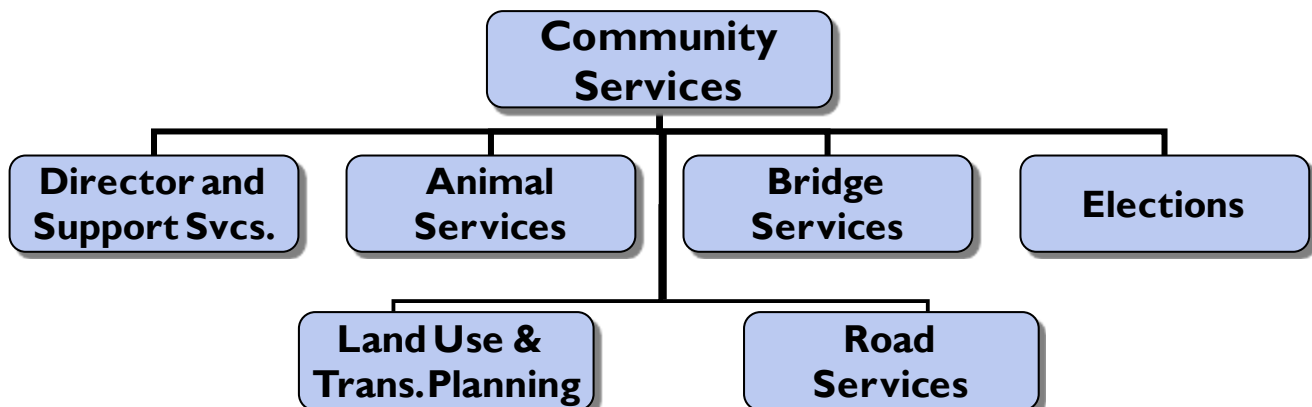 Community
Services
Director and
Support Svcs.
Animal
Services
Bridge
Services
Elections
Land Use &
Trans. Planning
Road
Services